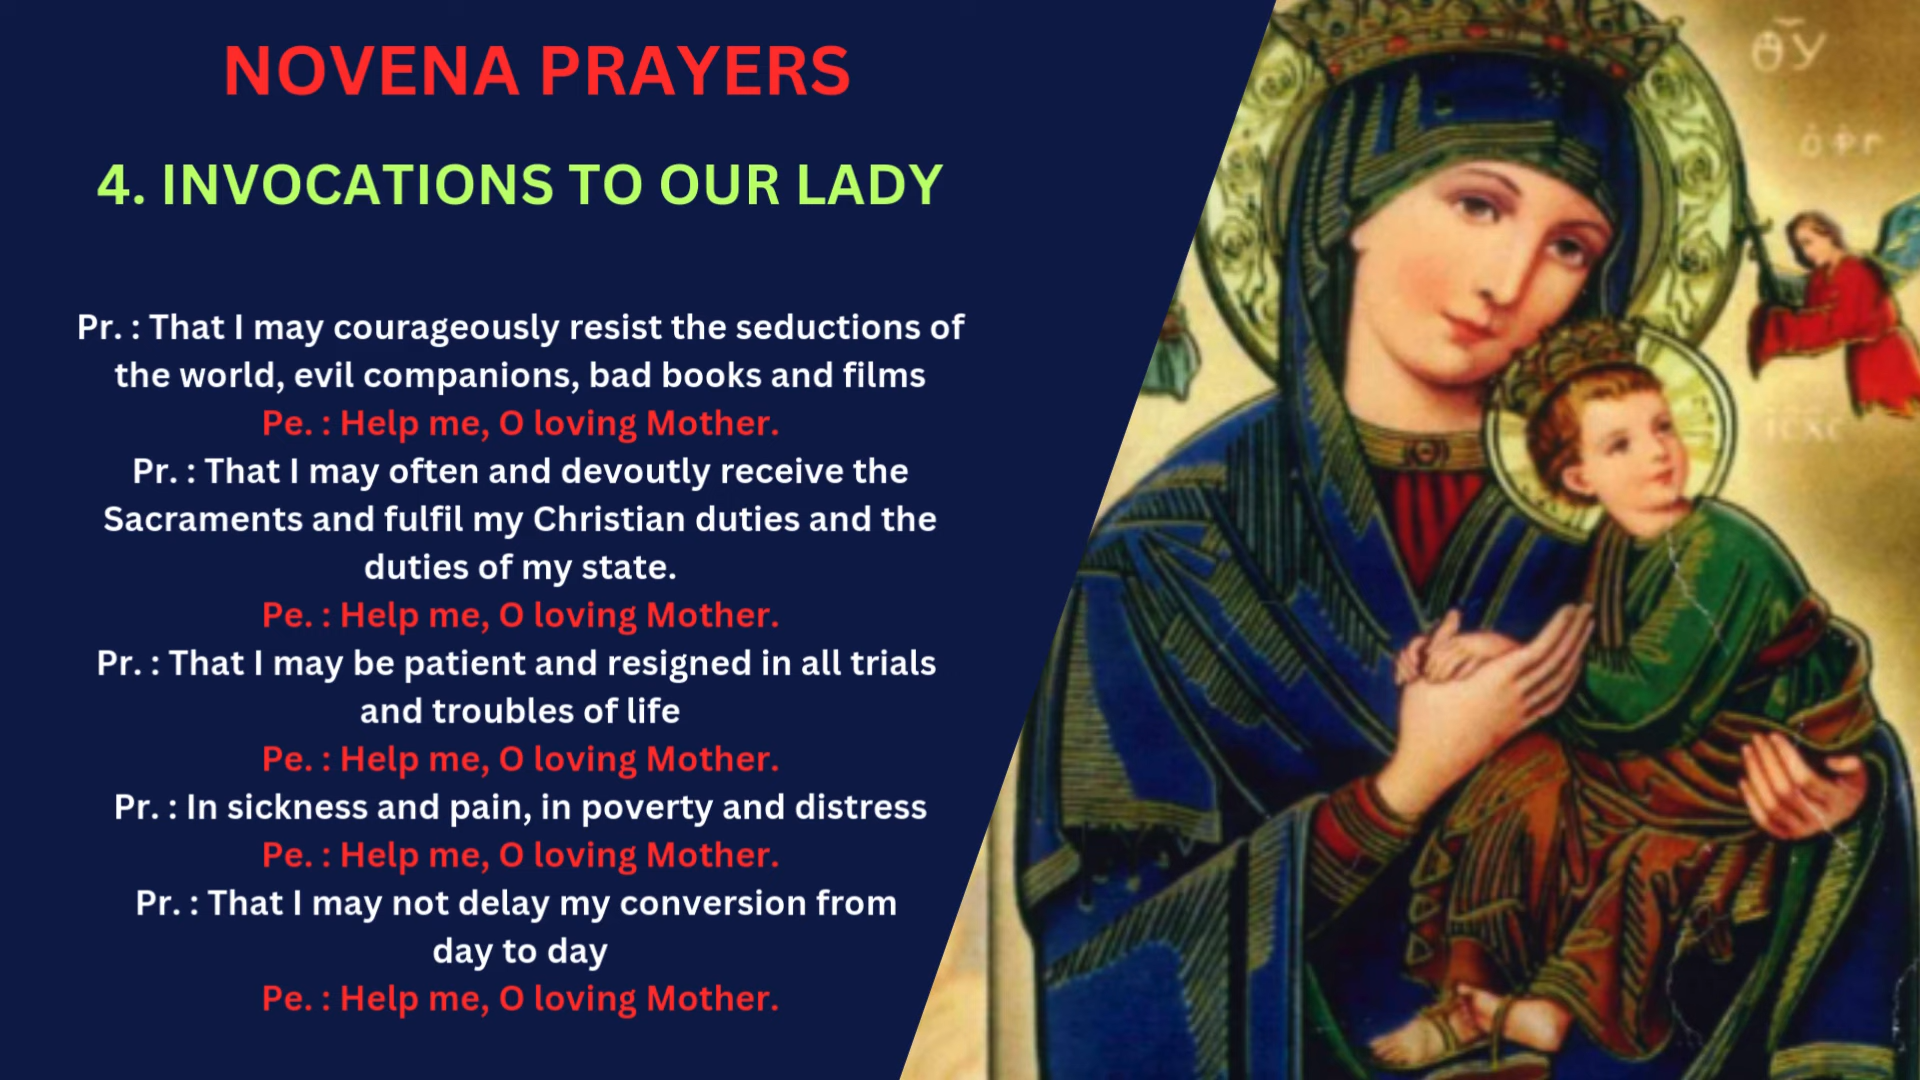 NOVENA PRAYERS
4. INVOCATIONS TO OUR LADY
Pr. : That I may courageously resist the seductions of
the world, evil companions, bad books and films
Pe. : Help me, O loving Mother.
Pr. : That I may often and devoutly receive the
Sacraments and fulfil my Christian duties and the
duties of my state.
Pe. : Help me, O loving Mother.
Pr. : That I may be patient and resigned in all trials
and troubles of life
Pe. : Help me, O loving Mother.
Pr. : In sickness and pain, in poverty and distress
Pe. : Help me, O loving Mother.
Pr. : That I may not delay my conversion from
day to day
Pe. : Help me, O loving Mother.
θΥ
ICXC